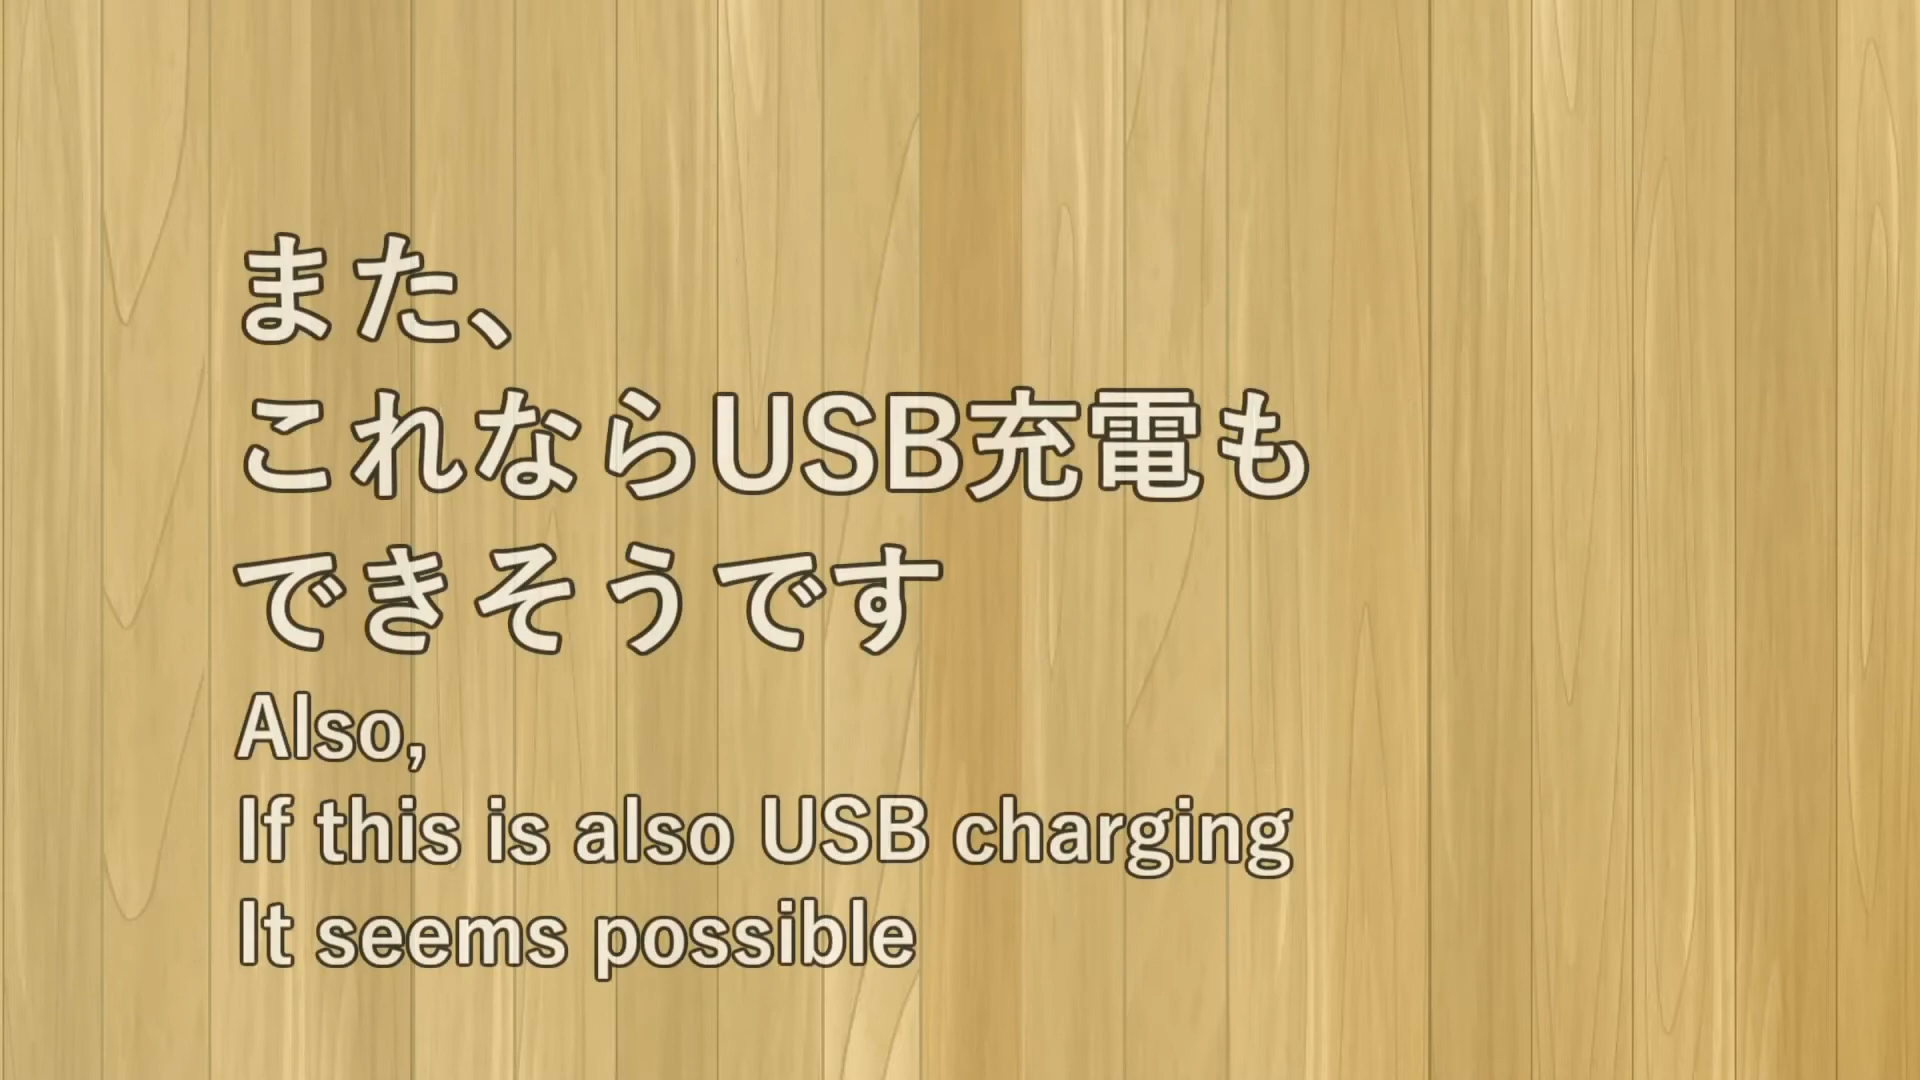 また、
これならUSB充電も
できそうです
Also,
If this is also USB charging
It seems possible